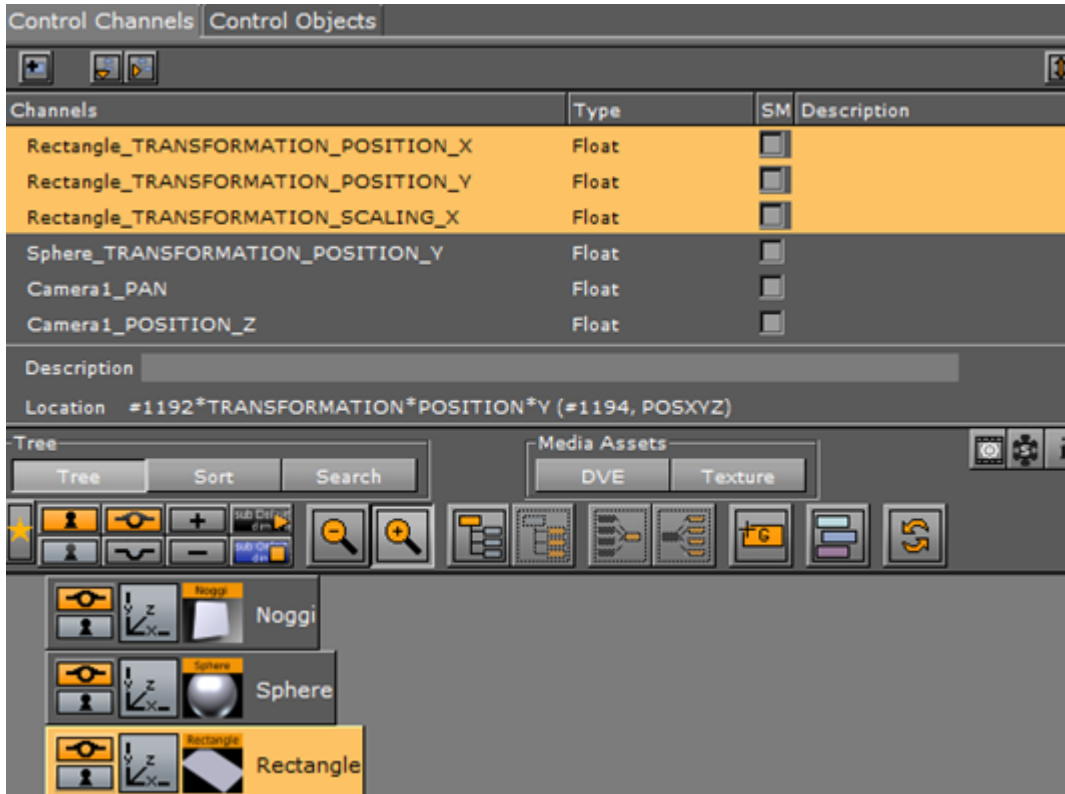 Control Channels Control Objects
Channels Type SM Description
Rectangle_TRANSFORMATION_POSITION_X Float
Rectangle_TRANSFORMATION_POSITION_Y Float
Rectangle_TRANSFORMATION_SCALING_X Float
Sphere_TRANSFORMATION_POSITION_Y Float
Camera1_PAN Float
Camera1_POSITION_Z Float
Description
Location #1192*TRANSFORMATION*POSITION*Y (#1194, POSXYZ)
Tree Media Assets
Tree Sort Search DVE Texture
Noggi
Noggi
Sphere
Sphere
Rectangle
Rectangle